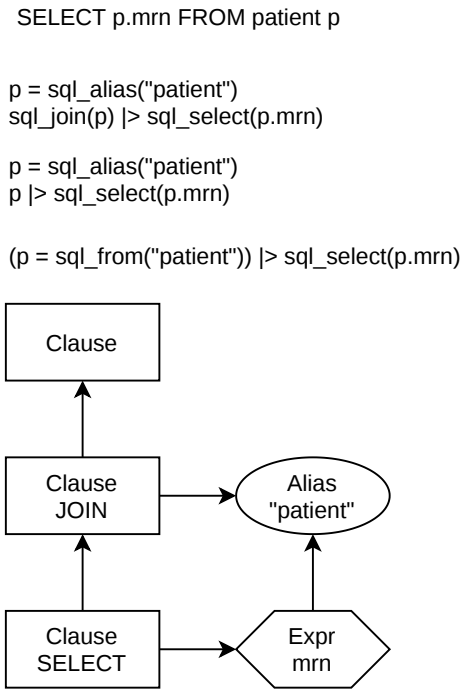 SELECT p.mrn FROM patient p
p = sql_alias("patient")
sql_join(p) |> sql_select(p.mrn)
p = sql_alias("patient")
p |> sql_select(p.mrn)
(p = sql_from("patient")) |> sql_select(p.mrn)
Clause
Clause
JOIN
Alias
"patient"
Clause
SELECT
Expr
mrn